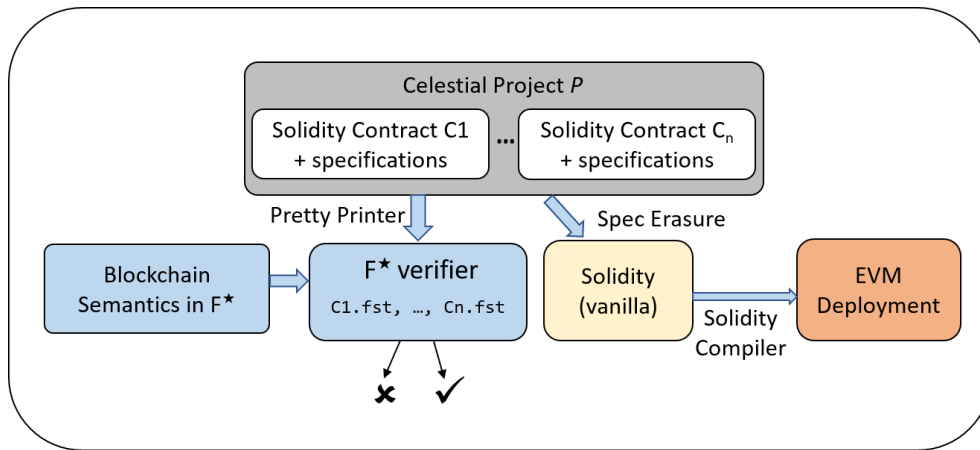 Celestial Project P
Solidity Contract C1
+ specifications
...
Solidity Contract Cn
+ specifications
Pretty Printer
Spec Erasure
Blockchain
Semantics in F★
F★ verifier
C1.fst, …, Cn.fst
Solidity
(vanilla)
Solidity
Compiler
EVM
Deployment
✘ ✓